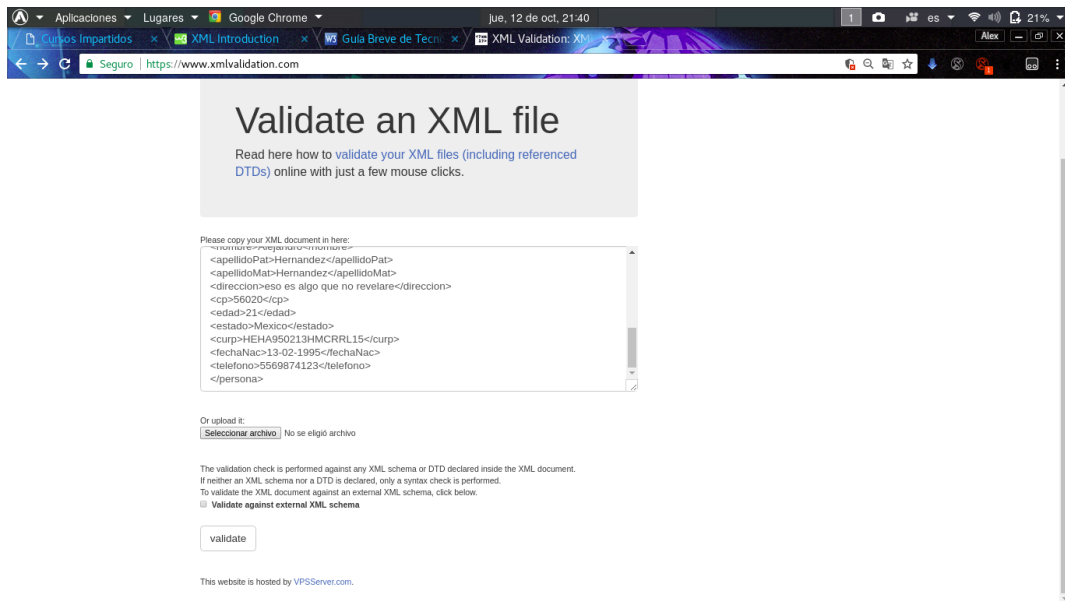 Aplicaciones Lugares Google Chrome jue, 12 de oct, 21:40 1 es 21%
Cursos Impartidos × XML Introduction × W3 Guía Breve de Tecno × XML Validation: XM Alex
Seguro https://www.xmlvalidation.com
Validate an XML file
Read here how to validate your XML files (including referenced
DTDs) online with just a few mouse clicks.
Please copy your XML document in here:
<nombre>Alejandro<mombre>
<apellidoPat>Hernandez</apellidoPat>
<apellidoMat>Hernandez</apellidoMat>
<direccion>eso es algo que no revelare</direccion>
<cp>56020</cp>
<edad>21</edad>
<estado>Mexico</estado>
<curp>HEHA950213HMCRRL15</curp>
<fechaNac>13-02-1995</fechaNac>
<telefono>5569874123</telefono>
</persona>
Or upload it:
Seleccionar archivo No se eligió archivo
The validation check is performed against any XML schema or DTD declared inside the XML document.
If neither an XML schema nor a DTD is declared, only a syntax check is performed.
To validate the XML document against an external XML schema, click below.
Validate against external XML schema
validate
This website is hosted by VPSServer.com.